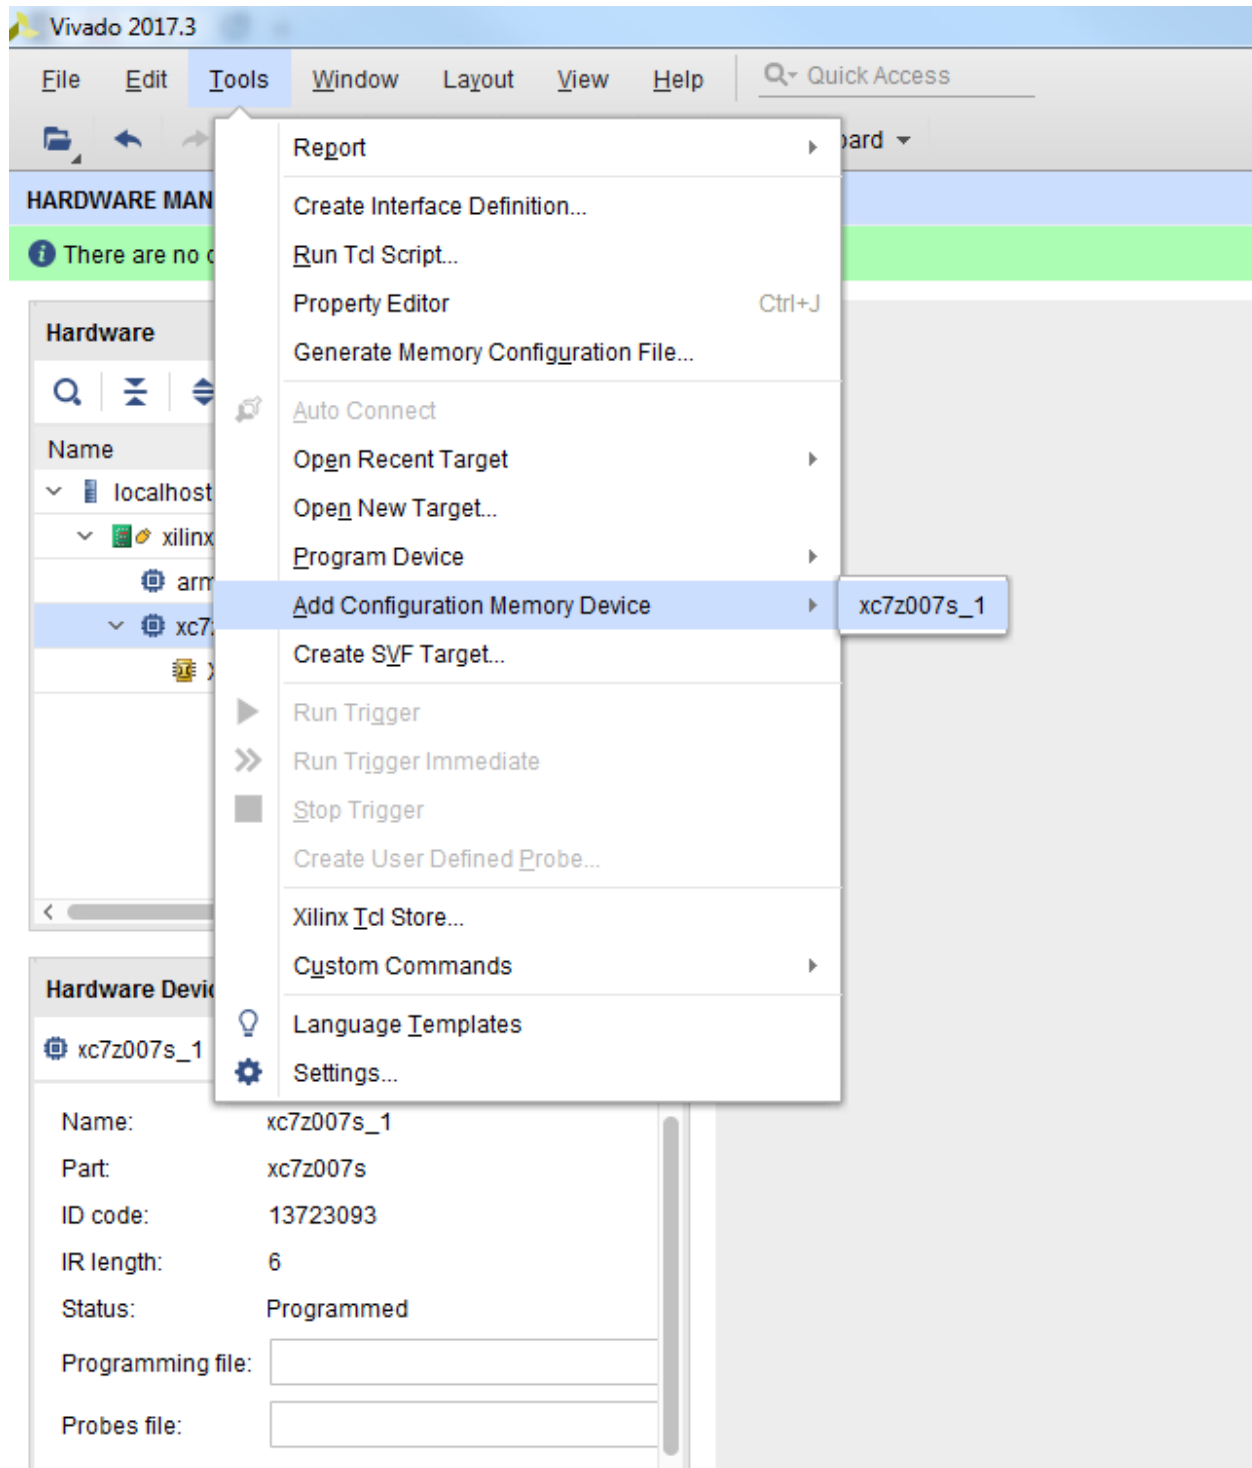 Vivado 2017.3
File Edit Tools Window Layout View Help Quick Access
Report
HARDWARE MAN
Create Interface Definition...
There are no
Run Tcl Script...
Property Editor Ctrl+J
Hardware
Generate Memory Configuration File...
Auto Connect
Name
Open Recent Target
localhost
Open New Target...
xilinx
Program Device
arm
Add Configuration Memory Device xc7z007s_1
xc7
Create SVF Target...
Run Trigger
Run Trigger Immediate
Stop Trigger
Create User Defined Probe...
Xilinx Tcl Store...
Custom Commands
Hardware Devic
Language Templates
xc7z007s_1
Settings...
Name: xc7z007s_1
Part: xc7z007s
ID code: 13723093
IR length: 6
Status: Programmed
Programming file:
Probes file: